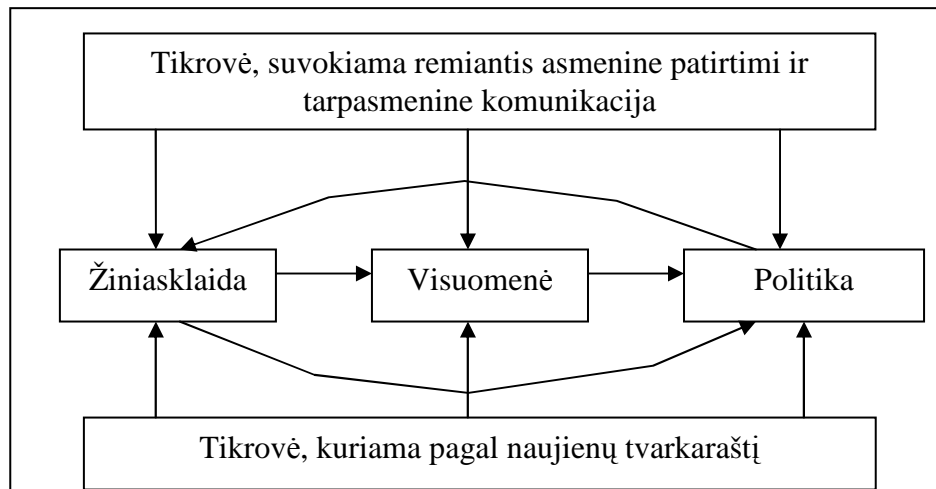 Tikrovė, suvokiama remiantis asmenine patirtimi ir
tarpasmenine komunikacija
Žiniasklaida
Visuomenė
Politika
Tikrovė, kuriama pagal naujienų tvarkaraštį